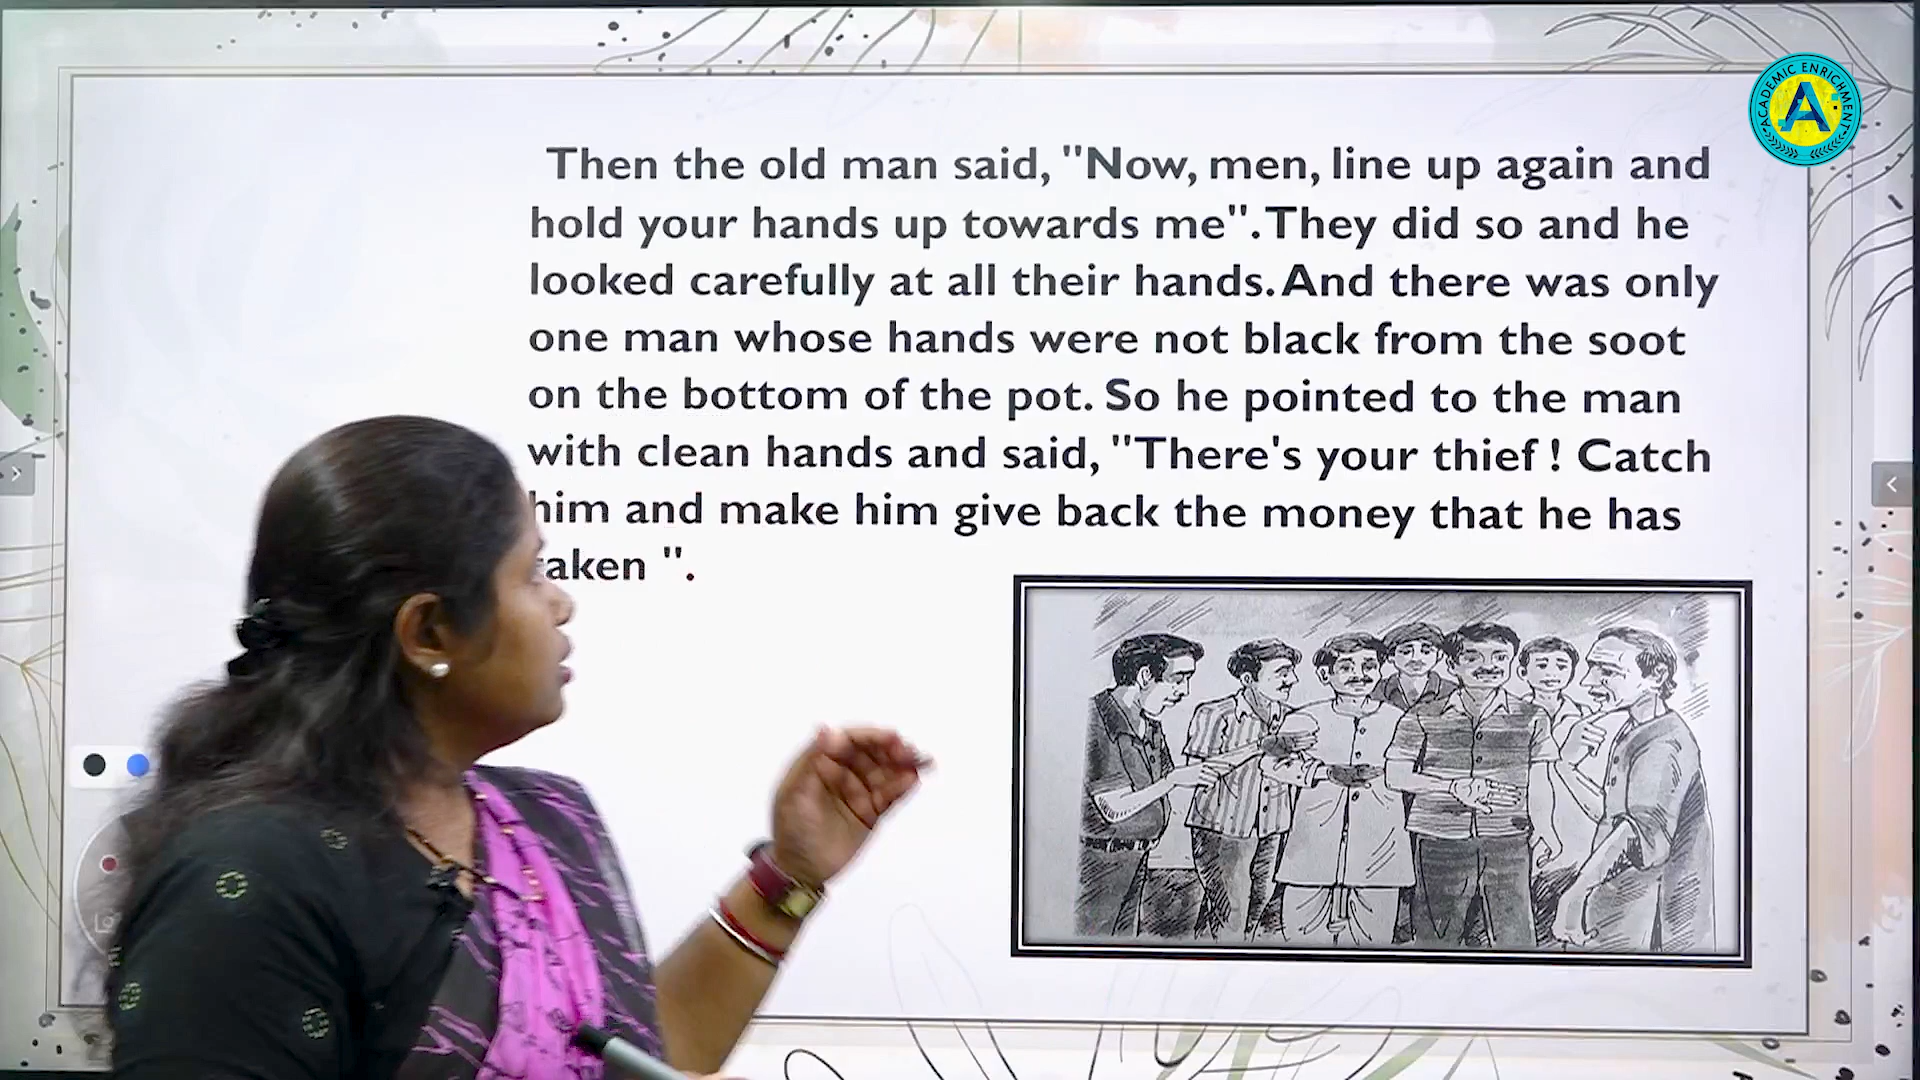 Then the old man said, "Now, men, line up again and
hold your hands up towards me". They did so and he
looked carefully at all their hands. And there was only
one man whose hands were not black from the soot
on the bottom of the pot. So he pointed to the man
with clean hands and said, "There's your thief ! Catch
him and make him give back the money that he has
taken ".
ACADEMIC ENRICHMENT
A